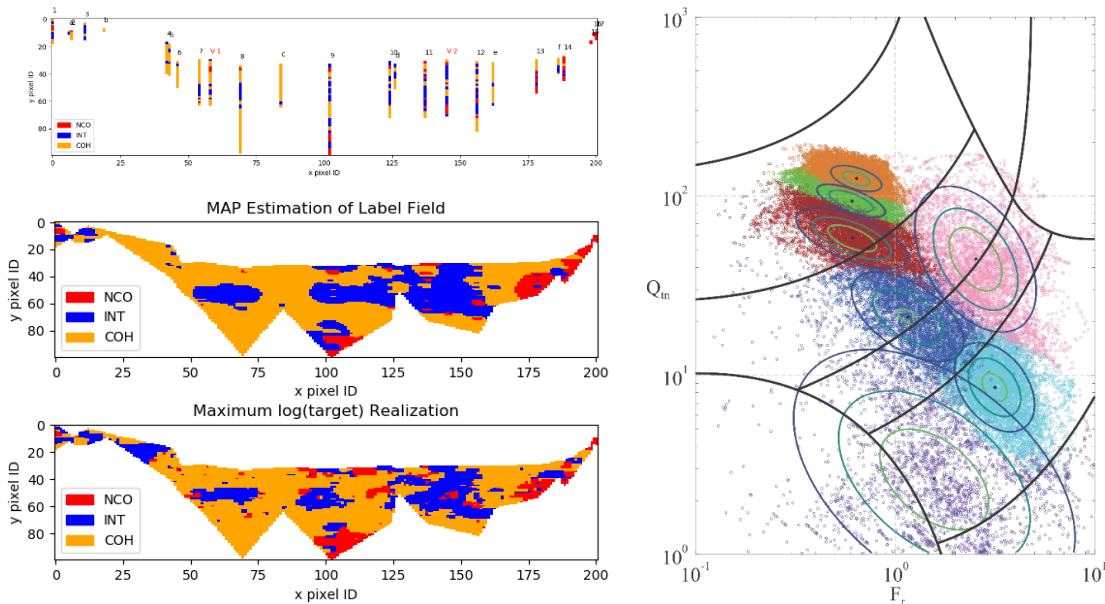 1
2
3
b
4
5
6
7
V-1
8
c
9
10
d
11
V-2
12
e
13
f
14
0
20
40
60
80
y pixel ID
NCO
INT
COH
0
25
50
75
100
125
150
175
200
x pixel ID
MAP Estimation of Label Field
0
20
40
60
80
y pixel ID
NCO
INT
COH
0
25
50
75
100
125
150
175
200
x pixel ID
Maximum log(target) Realization
0
20
40
60
80
y pixel ID
NCO
INT
COH
0
25
50
75
100
125
150
175
200
x pixel ID
10³
10²
Qtn
10¹
10⁰
10⁻¹
10⁰
10¹
Fr